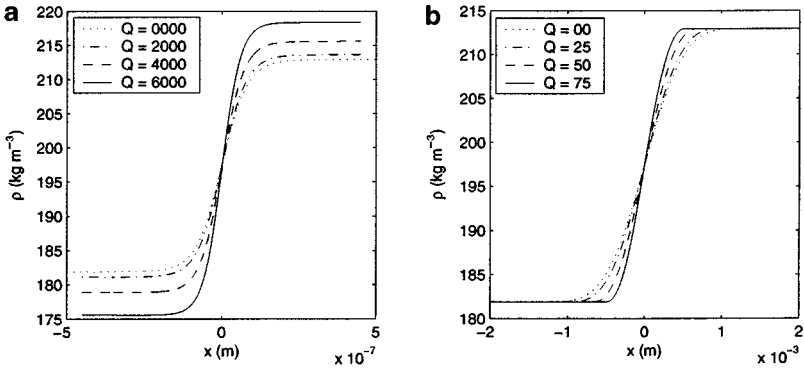 a
Q = 0000
Q = 2000
Q = 4000
Q = 6000
220
215
210
205
200
195
190
185
180
175
ρ (kg m⁻³)
−5
0
5
x (m)
x 10⁻⁷
b
Q = 00
Q = 25
Q = 50
Q = 75
215
210
205
200
195
190
185
180
ρ (kg m⁻³)
−2
−1
0
1
2
x (m)
x 10⁻³